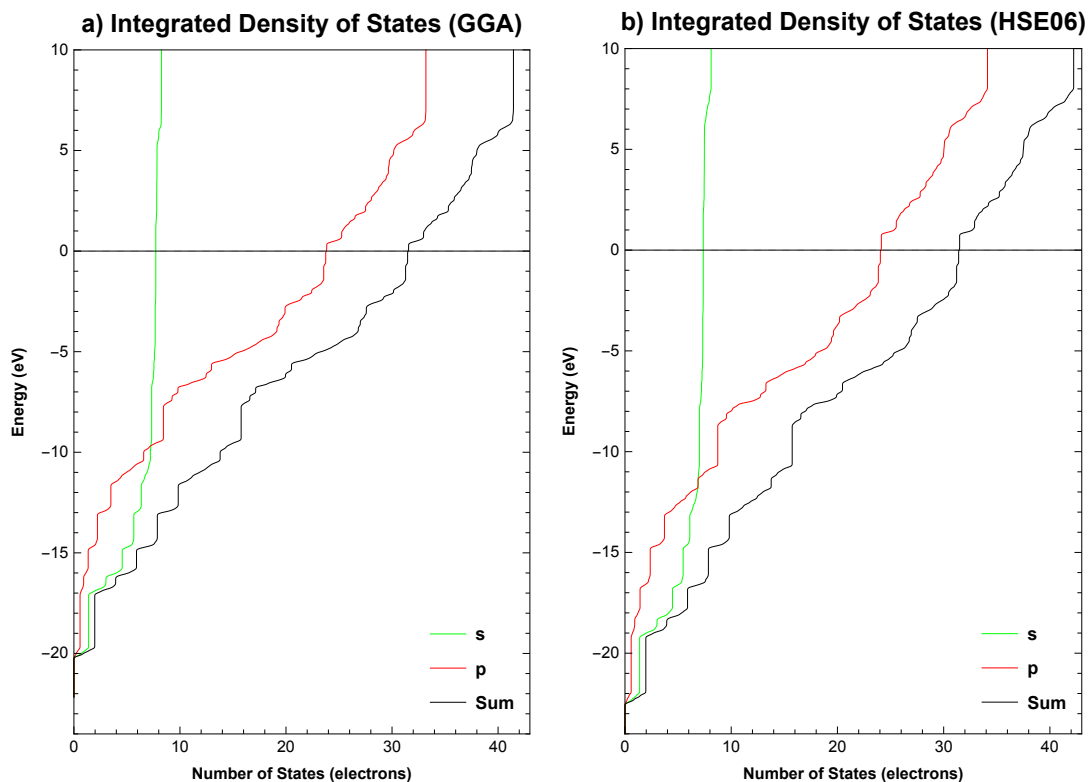 a) Integrated Density of States (GGA)
10
5
0
−5
−10
−15
−20
Energy (eV)
s
p
Sum
0
10
20
30
40
Number of States (electrons)
b) Integrated Density of States (HSE06)
10
5
0
−5
−10
−15
−20
Energy (eV)
s
p
Sum
0
10
20
30
40
Number of States (electrons)